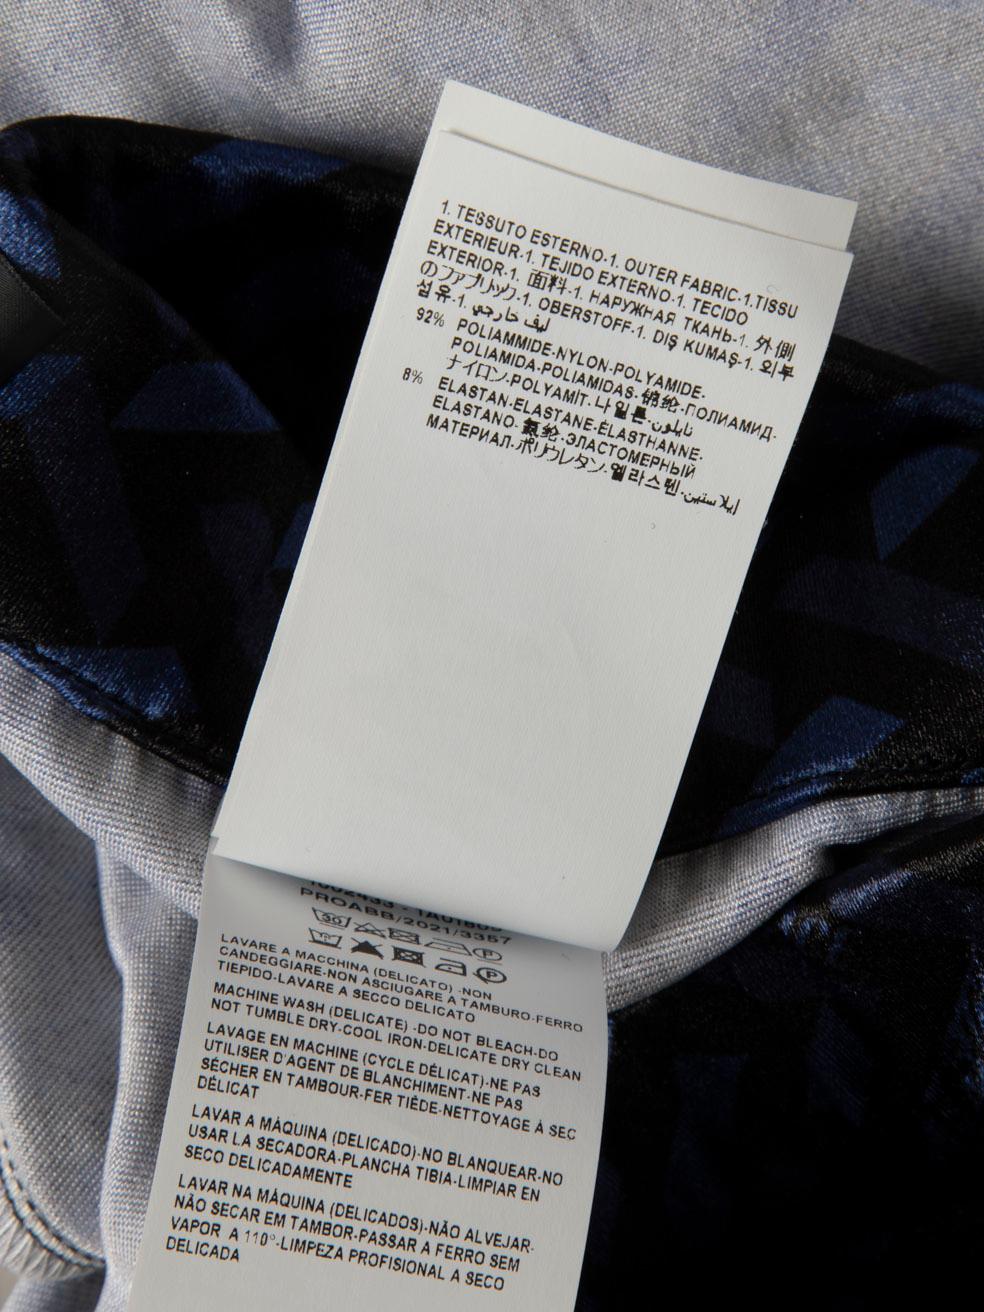 1. TESSUTO ESTERNO-1. OUTER FABRIC-1.TISSU
EXTERIEUR-1. TEJIDO EXTERNO-1. TECIDO
EXTERIOR-1. 面料-1. НАРУЖНАЯ ТКАНЬ-1. 外側
のファブリック-1. OBERSTOFF-1. DIŞ KUMAŞ-1. 외부
섬유-1. ليف خارجي
92% POLIAMMIDE-NYLON-POLYAMIDE-
POLIAMIDA-POLIAMIDAS-锦纶-ПОЛИАМИД-
ナイロン-POLYAMİT-나일론-نايلون
8% ELASTAN-ELASTANE-ÉLASTHANNE-
ELASTANO-氨纶-ЭЛАСТОМЕРНЫЙ
МАТЕРИАЛ-ポリウレタン-엘라스텐-إيلاستين
PROABB/2021/3357
30
LAVARE A MACCHINA (DELICATO) -NON
CANDEGGIARE-NON ASCIUGARE A TAMBURO-FERRO
TIEPIDO-LAVARE A SECCO DELICATO
MACHINE WASH (DELICATE) -DO NOT BLEACH-DO
NOT TUMBLE DRY-COOL IRON-DELICATE DRY CLEAN
LAVAGE EN MACHINE (CYCLE DÉLICAT)-NE PAS
UTILISER D'AGENT DE BLANCHIMENT-NE PAS
SÉCHER EN TAMBOUR-FER TIÈDE-NETTOYAGE À SEC
DÉLICAT
LAVAR A MÁQUINA (DELICADO)-NO BLANQUEAR-NO
USAR LA SECADORA-PLANCHA TIBIA-LIMPIAR EN
SECO DELICADAMENTE
LAVAR NA MÁQUINA (DELICADOS)-NÃO ALVEJAR-
NÃO SECAR EM TAMBOR-PASSAR A FERRO SEM
VAPOR A 110°-LIMPEZA PROFISIONAL A SECO
DELICADA